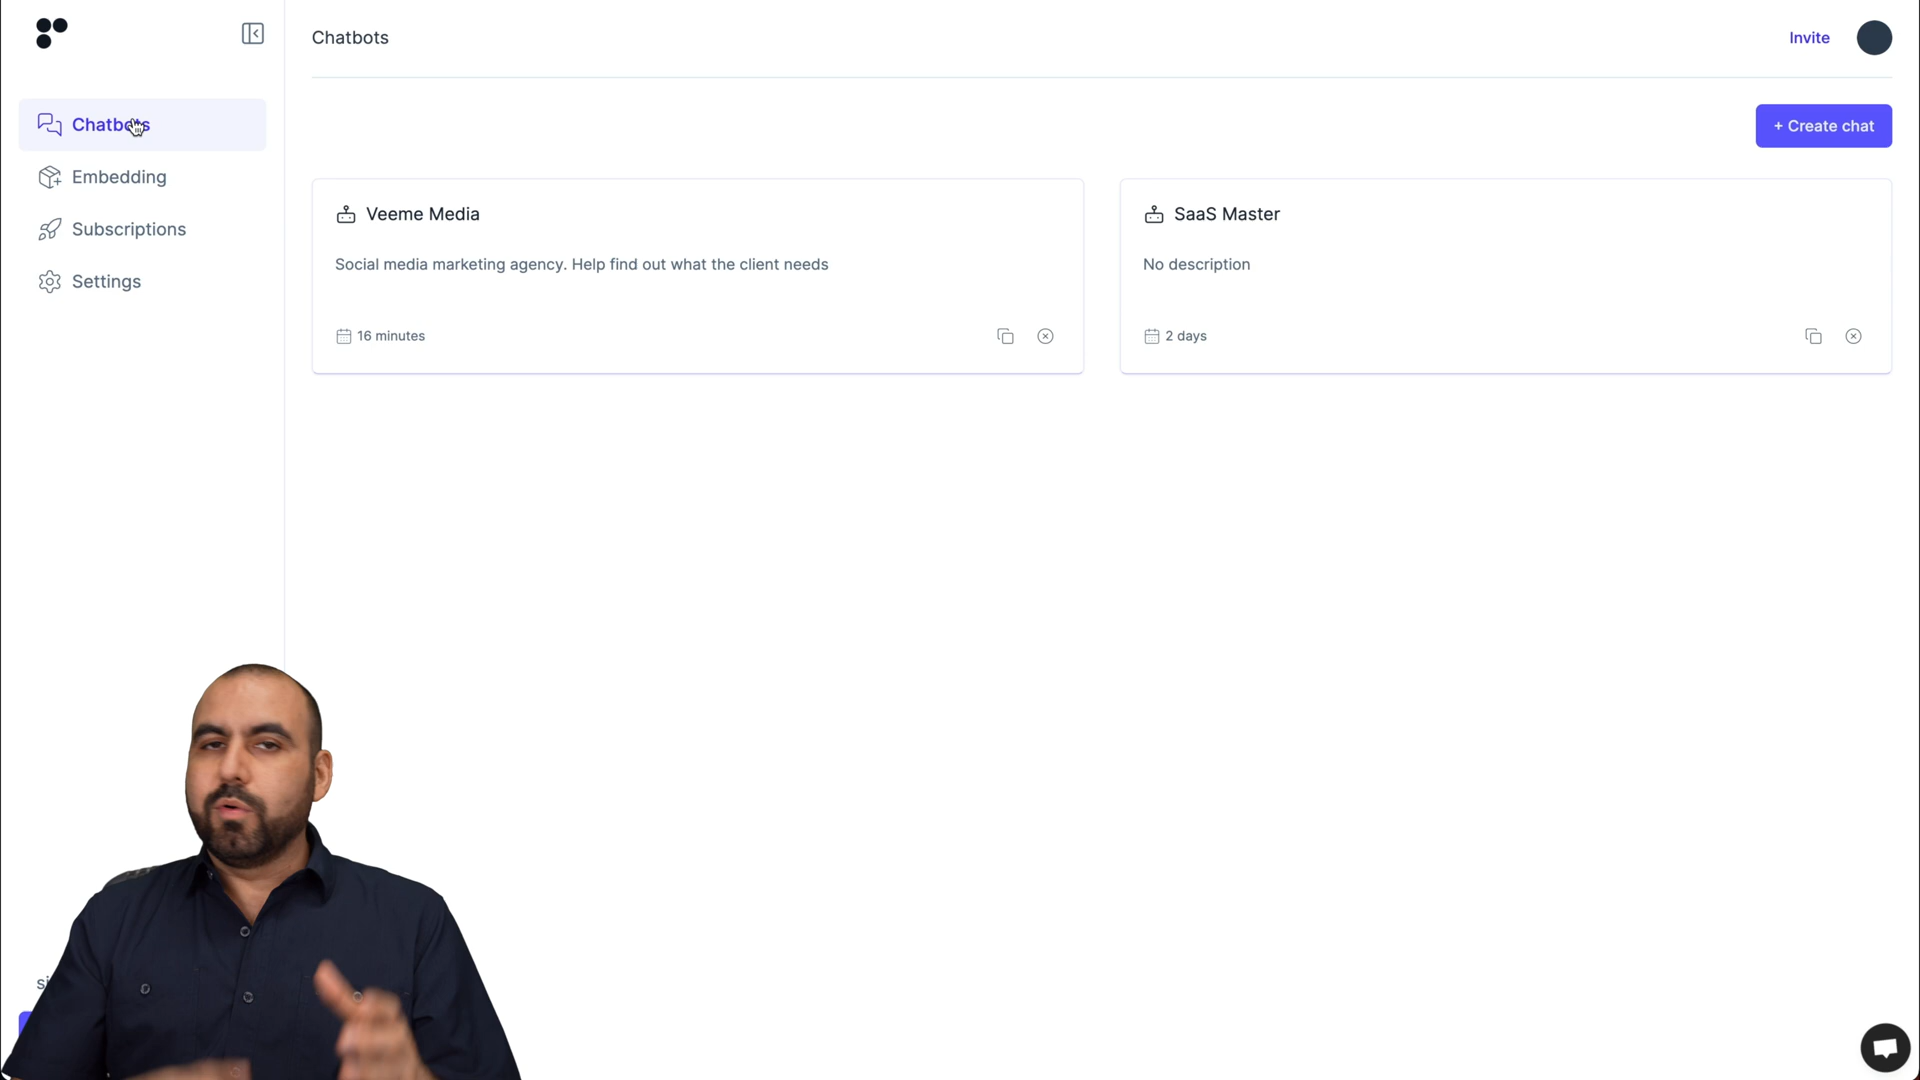 Chatbots
Invite
Chatbots
+ Create chat
Embedding
Subscriptions
Settings
Veeme Media
Social media marketing agency. Help find out what the client needs
16 minutes
SaaS Master
No description
2 days